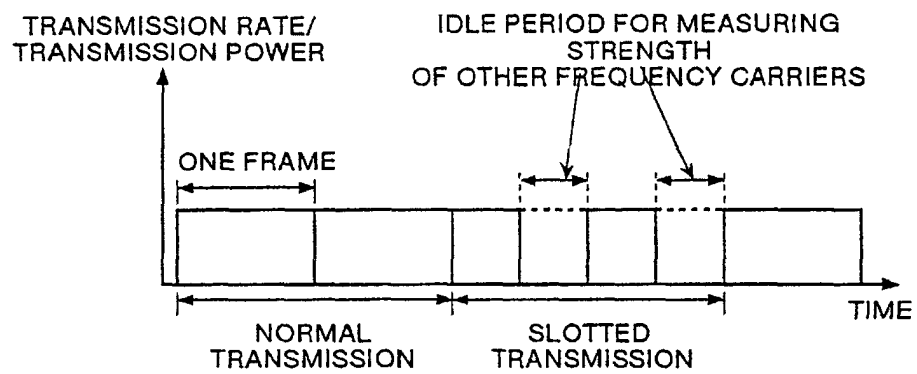 TRANSMISSION RATE/
TRANSMISSION POWER
IDLE PERIOD FOR MEASURING
STRENGTH
OF OTHER FREQUENCY CARRIERS
ONE FRAME
TIME
NORMAL
TRANSMISSION
SLOTTED
TRANSMISSION